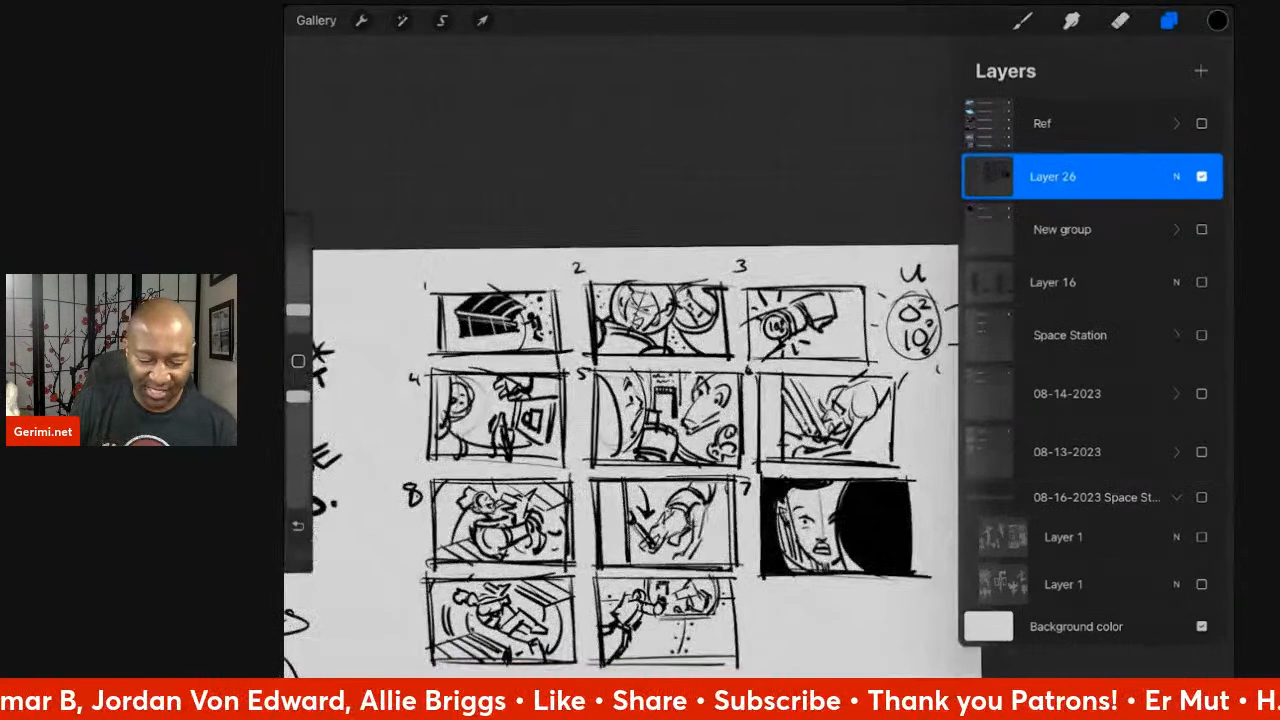 Gallery
Layers
Ref
Layer 26
N
New group
Layer 16
Space Station
08-14-2023
08-13-2023
08-16-2023 Space St...
Layer 1
N
Layer 1
N
Background color
2
3
4
5
8
7
Gerimi.net
mar B, Jordan Von Edward, Allie Briggs • Like • Share • Subscribe • Thank you Patrons! • Er Mut • H.